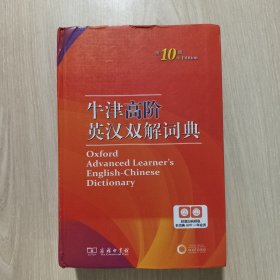 第10版
牛津高阶
英汉双解词典
Oxford
Advanced Learner's
English-Chinese
Dictionary
商务印书馆